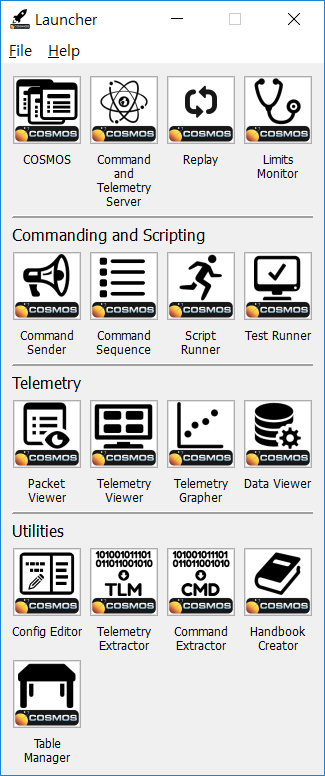 Launcher
File Help
COSMOS COSMOS COSMOS COSMOS
COSMOS
Command
and
Telemetry
Server
Replay
Limits
Monitor
Commanding and Scripting
COSMOS COSMOS COSMOS COSMOS
Command
Sender
Command
Sequence
Script
Runner
Test Runner
Telemetry
COSMOS COSMOS COSMOS COSMOS
Packet
Viewer
Telemetry
Viewer
Telemetry
Grapher
Data Viewer
Utilities
COSMOS
101001011101
011011001010
TLM
COSMOS
101001011101
011011001010
CMD
COSMOS
COSMOS
Config Editor
Telemetry
Extractor
Command
Extractor
Handbook
Creator
COSMOS
Table
Manager